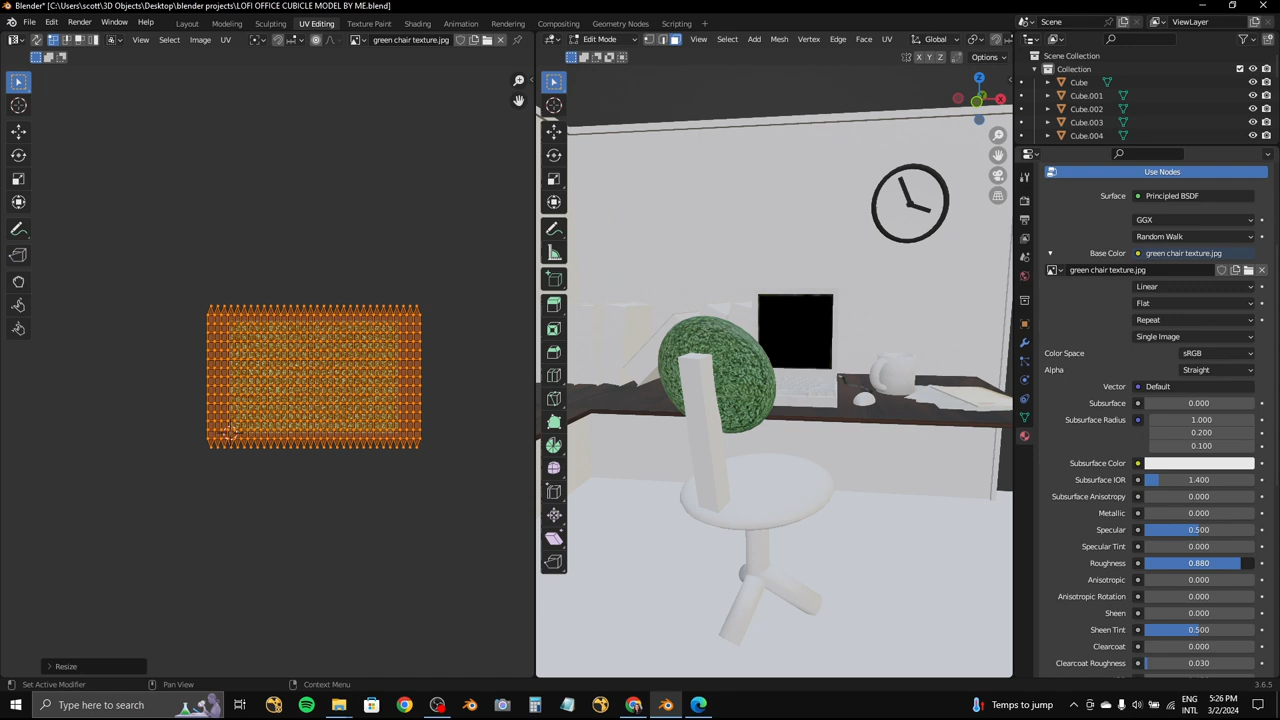 Blender* [C:\Users\scott\3D Objects\Desktop\blender projects\LOFI OFFICE CUBICLE MODEL BY ME.blend]
File Edit Render Window Help Layout Modeling Sculpting UV Editing Texture Paint Shading Animation Rendering Compositing Geometry Nodes Scripting Scene ViewLayer
View Select Image UV green chair texture.jpg Edit Mode View Select Add Mesh Vertex Edge Face UV Global
X Y Z Options
Scene Collection
Collection
Cube
Cube.001
Cube.002
Cube.003
Cube.004
Use Nodes
Surface Principled BSDF
GGX
Random Walk
Base Color green chair texture.jpg
green chair texture.jpg
Linear
Flat
Repeat
Single Image
Color Space sRGB
Alpha Straight
Vector Default
Subsurface 0.000
Subsurface Radius 1.000
0.200
0.100
Subsurface Color
Subsurface IOR 1.400
Subsurface Anisotropy 0.000
Metallic 0.000
Specular 0.500
Specular Tint 0.000
Roughness 0.880
Anisotropic 0.000
Anisotropic Rotation 0.000
Sheen 0.000
Sheen Tint 0.500
Clearcoat 0.000
Clearcoat Roughness 0.030
Resize
Set Active Modifier Pan View Context Menu 3.6.5
Type here to search Temps to jump ENG INTL 5:26 PM 3/2/2024